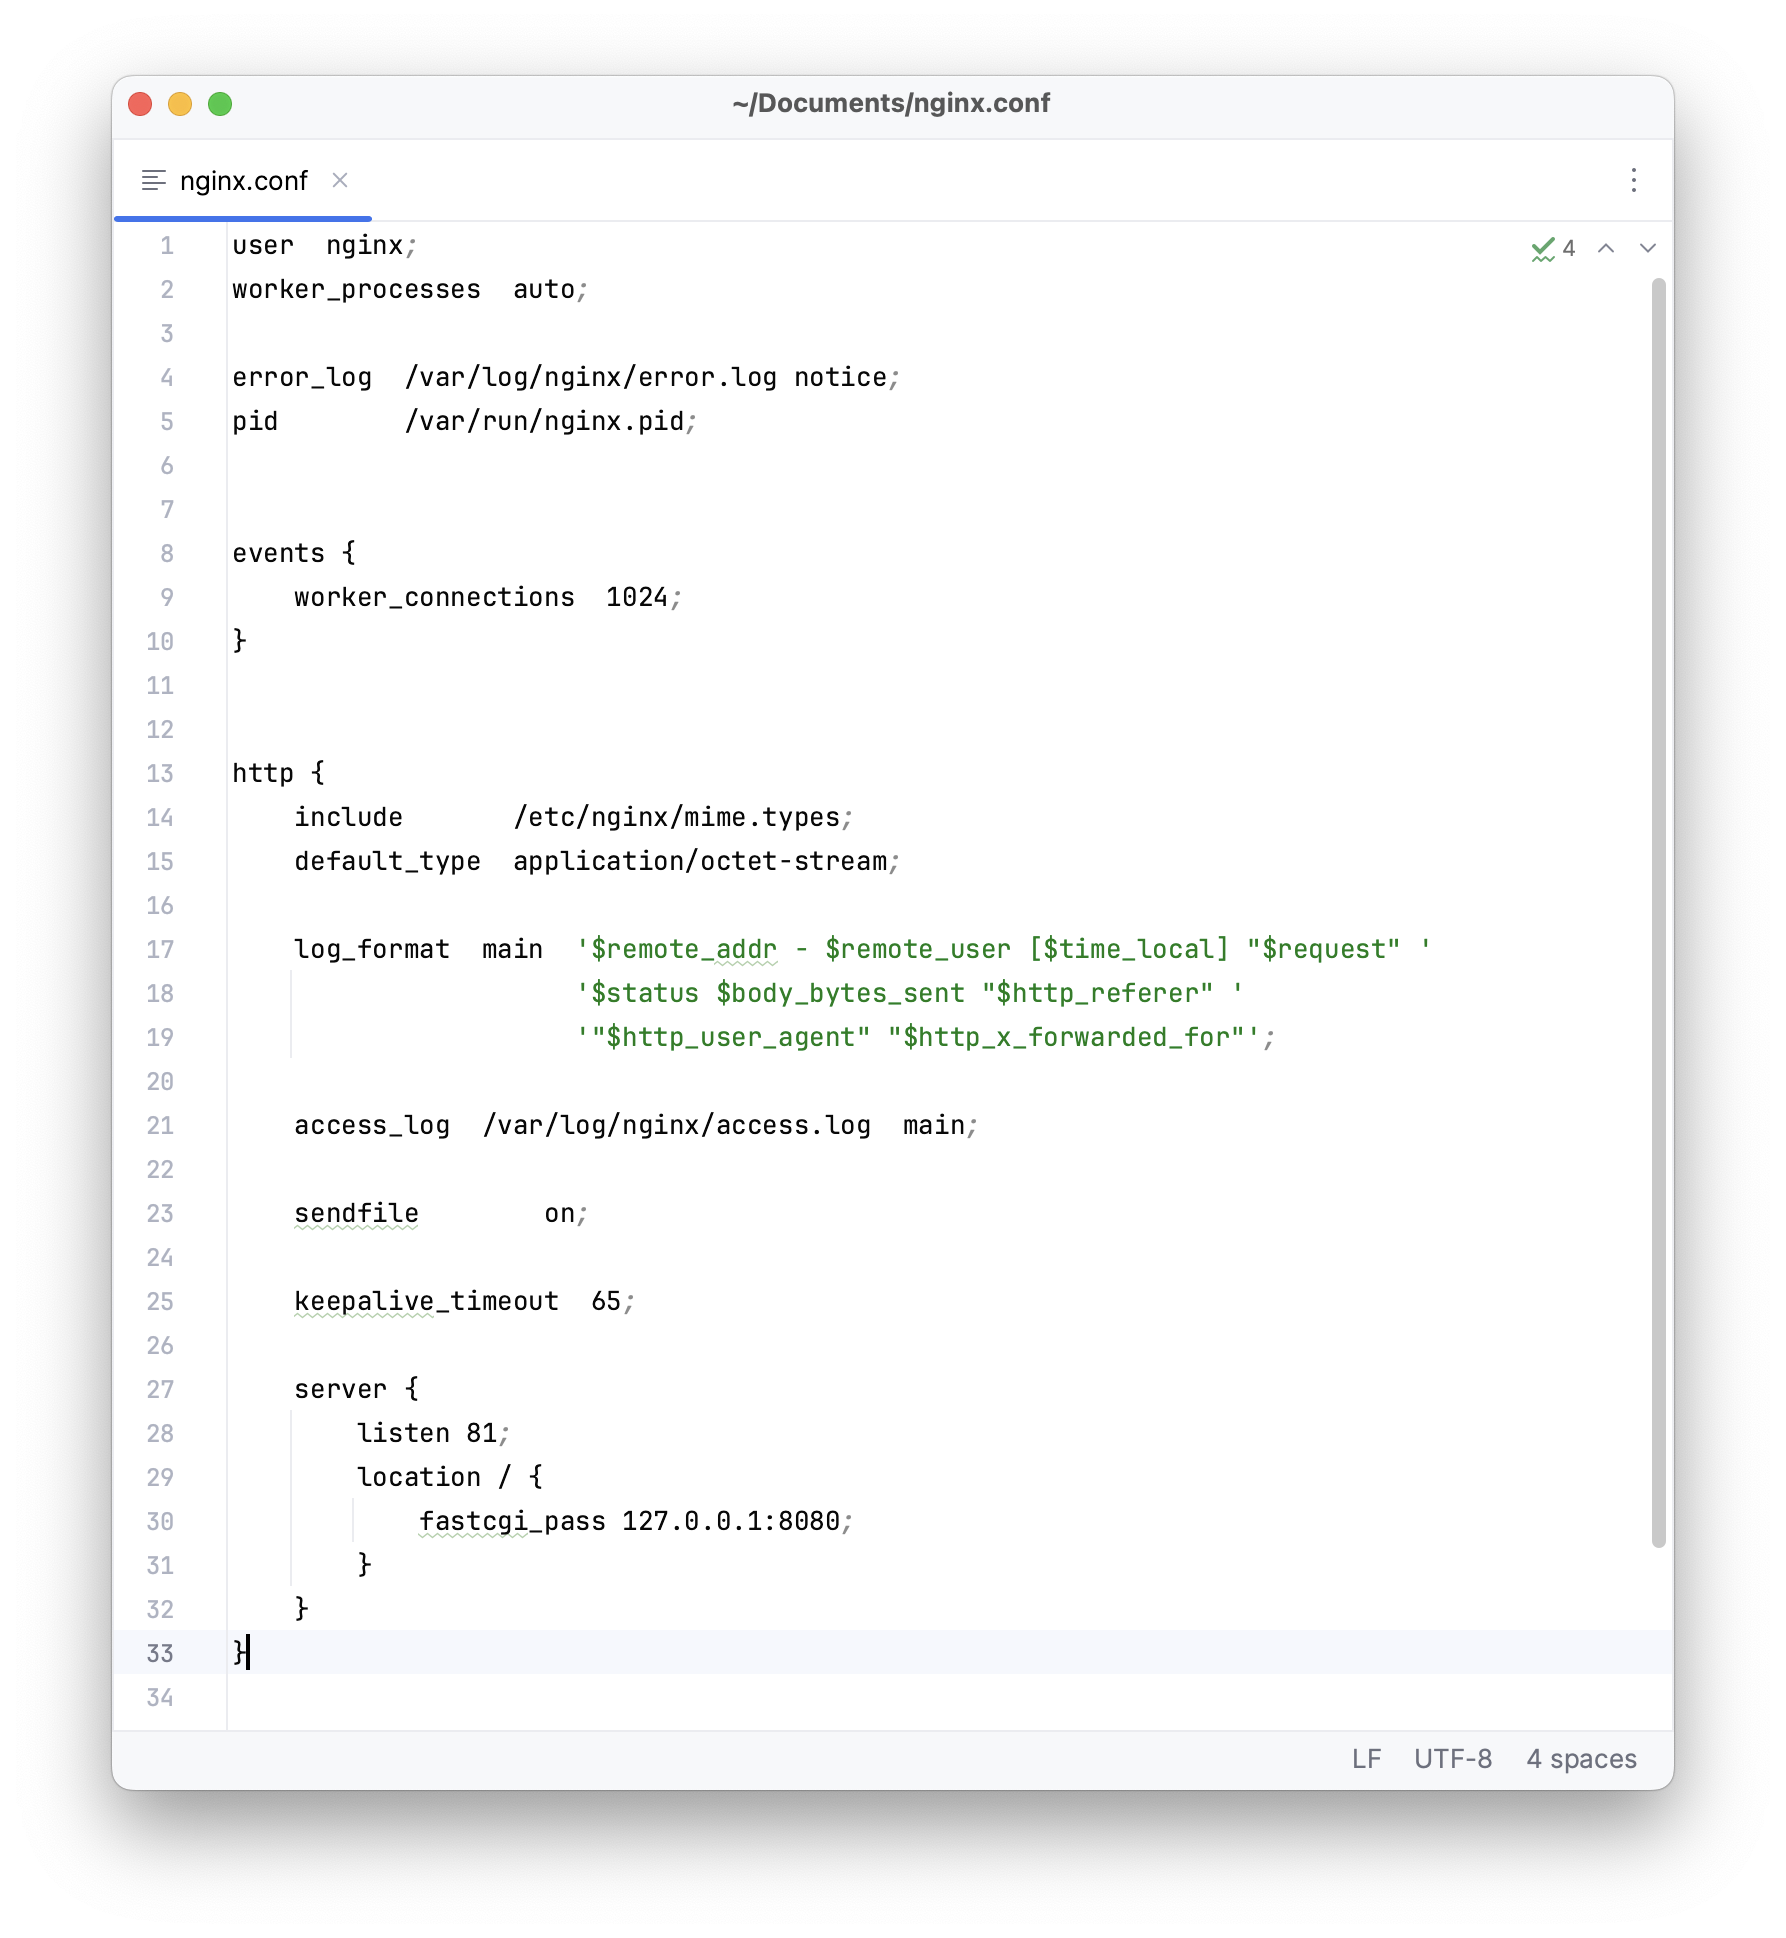 ~/Documents/nginx.conf
nginx.conf
4
1 user  nginx;
2 worker_processes  auto;
3
4 error_log  /var/log/nginx/error.log notice;
5 pid        /var/run/nginx.pid;
6
7
8 events {
9     worker_connections  1024;
10 }
11
12
13 http {
14     include       /etc/nginx/mime.types;
15     default_type  application/octet-stream;
16
17     log_format  main  '$remote_addr - $remote_user [$time_local] "$request" '
18                       '$status $body_bytes_sent "$http_referer" '
19                       '"$http_user_agent" "$http_x_forwarded_for"';
20
21     access_log  /var/log/nginx/access.log  main;
22
23     sendfile        on;
24
25     keepalive_timeout  65;
26
27     server {
28         listen 81;
29         location / {
30             fastcgi_pass 127.0.0.1:8080;
31         }
32     }
33 }
34
LF UTF-8 4 spaces